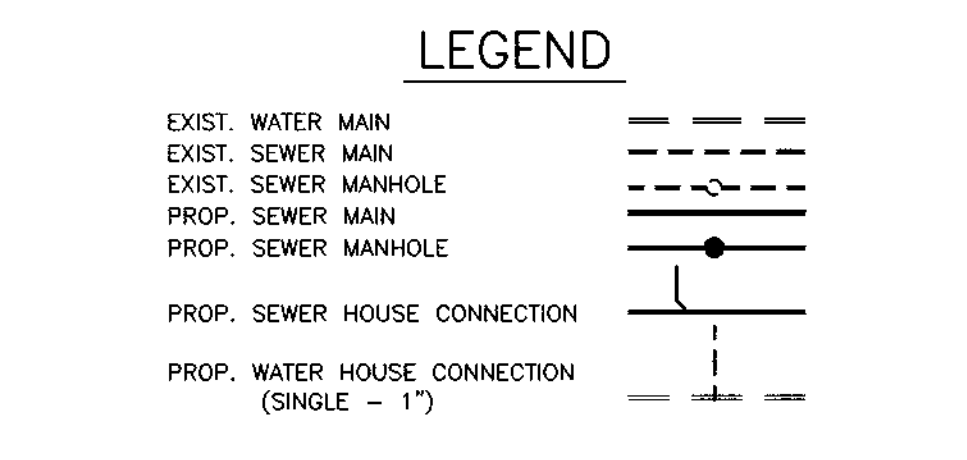 LEGEND
EXIST. WATER MAIN
EXIST. SEWER MAIN
EXIST. SEWER MANHOLE
PROP. SEWER MAIN
PROP. SEWER MANHOLE
PROP. SEWER HOUSE CONNECTION
PROP. WATER HOUSE CONNECTION
(SINGLE – 1")